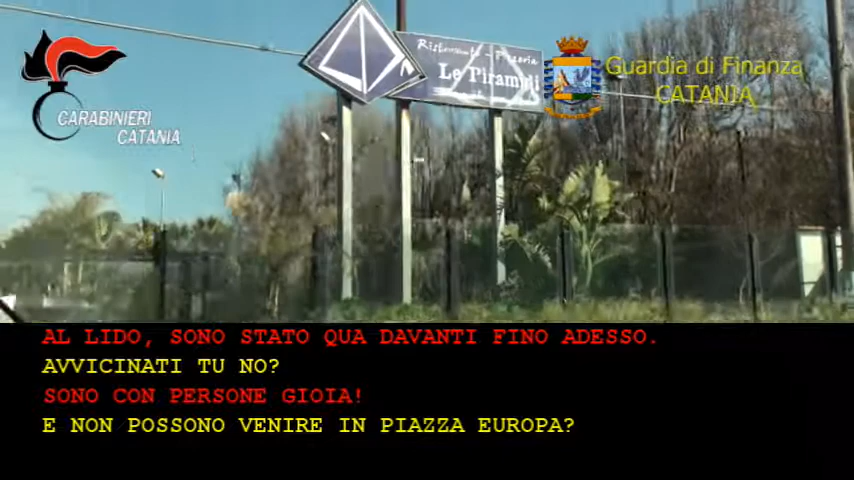 Ristorante - Pizzeria
Le Piramidi
Guardia di Finanza
CATANIA
CARABINIERI
CATANIA
AL LIDO, SONO STATO QUA DAVANTI FINO ADESSO.
AVVICINATI TU NO?
SONO CON PERSONE GIOIA!
E NON POSSONO VENIRE IN PIAZZA EUROPA?